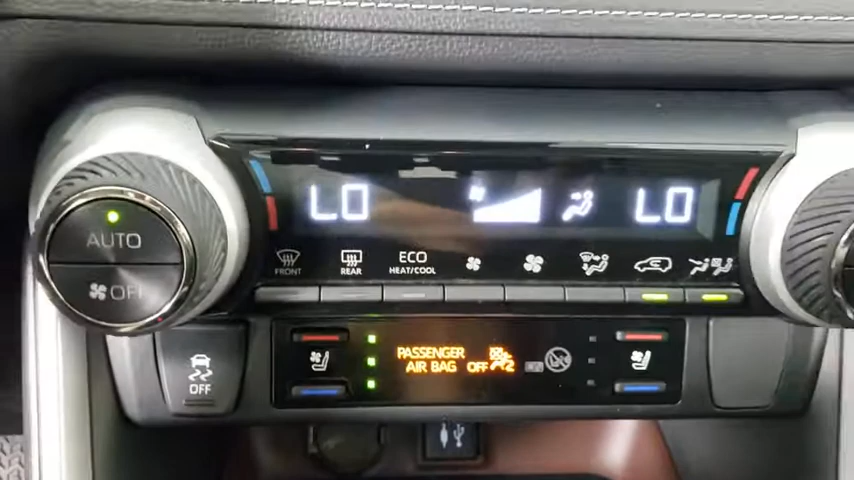 LO LO
AUTO
OFF
FRONT
REAR
ECO
HEAT/COOL
PASSENGER
AIR BAG OFF
OFF